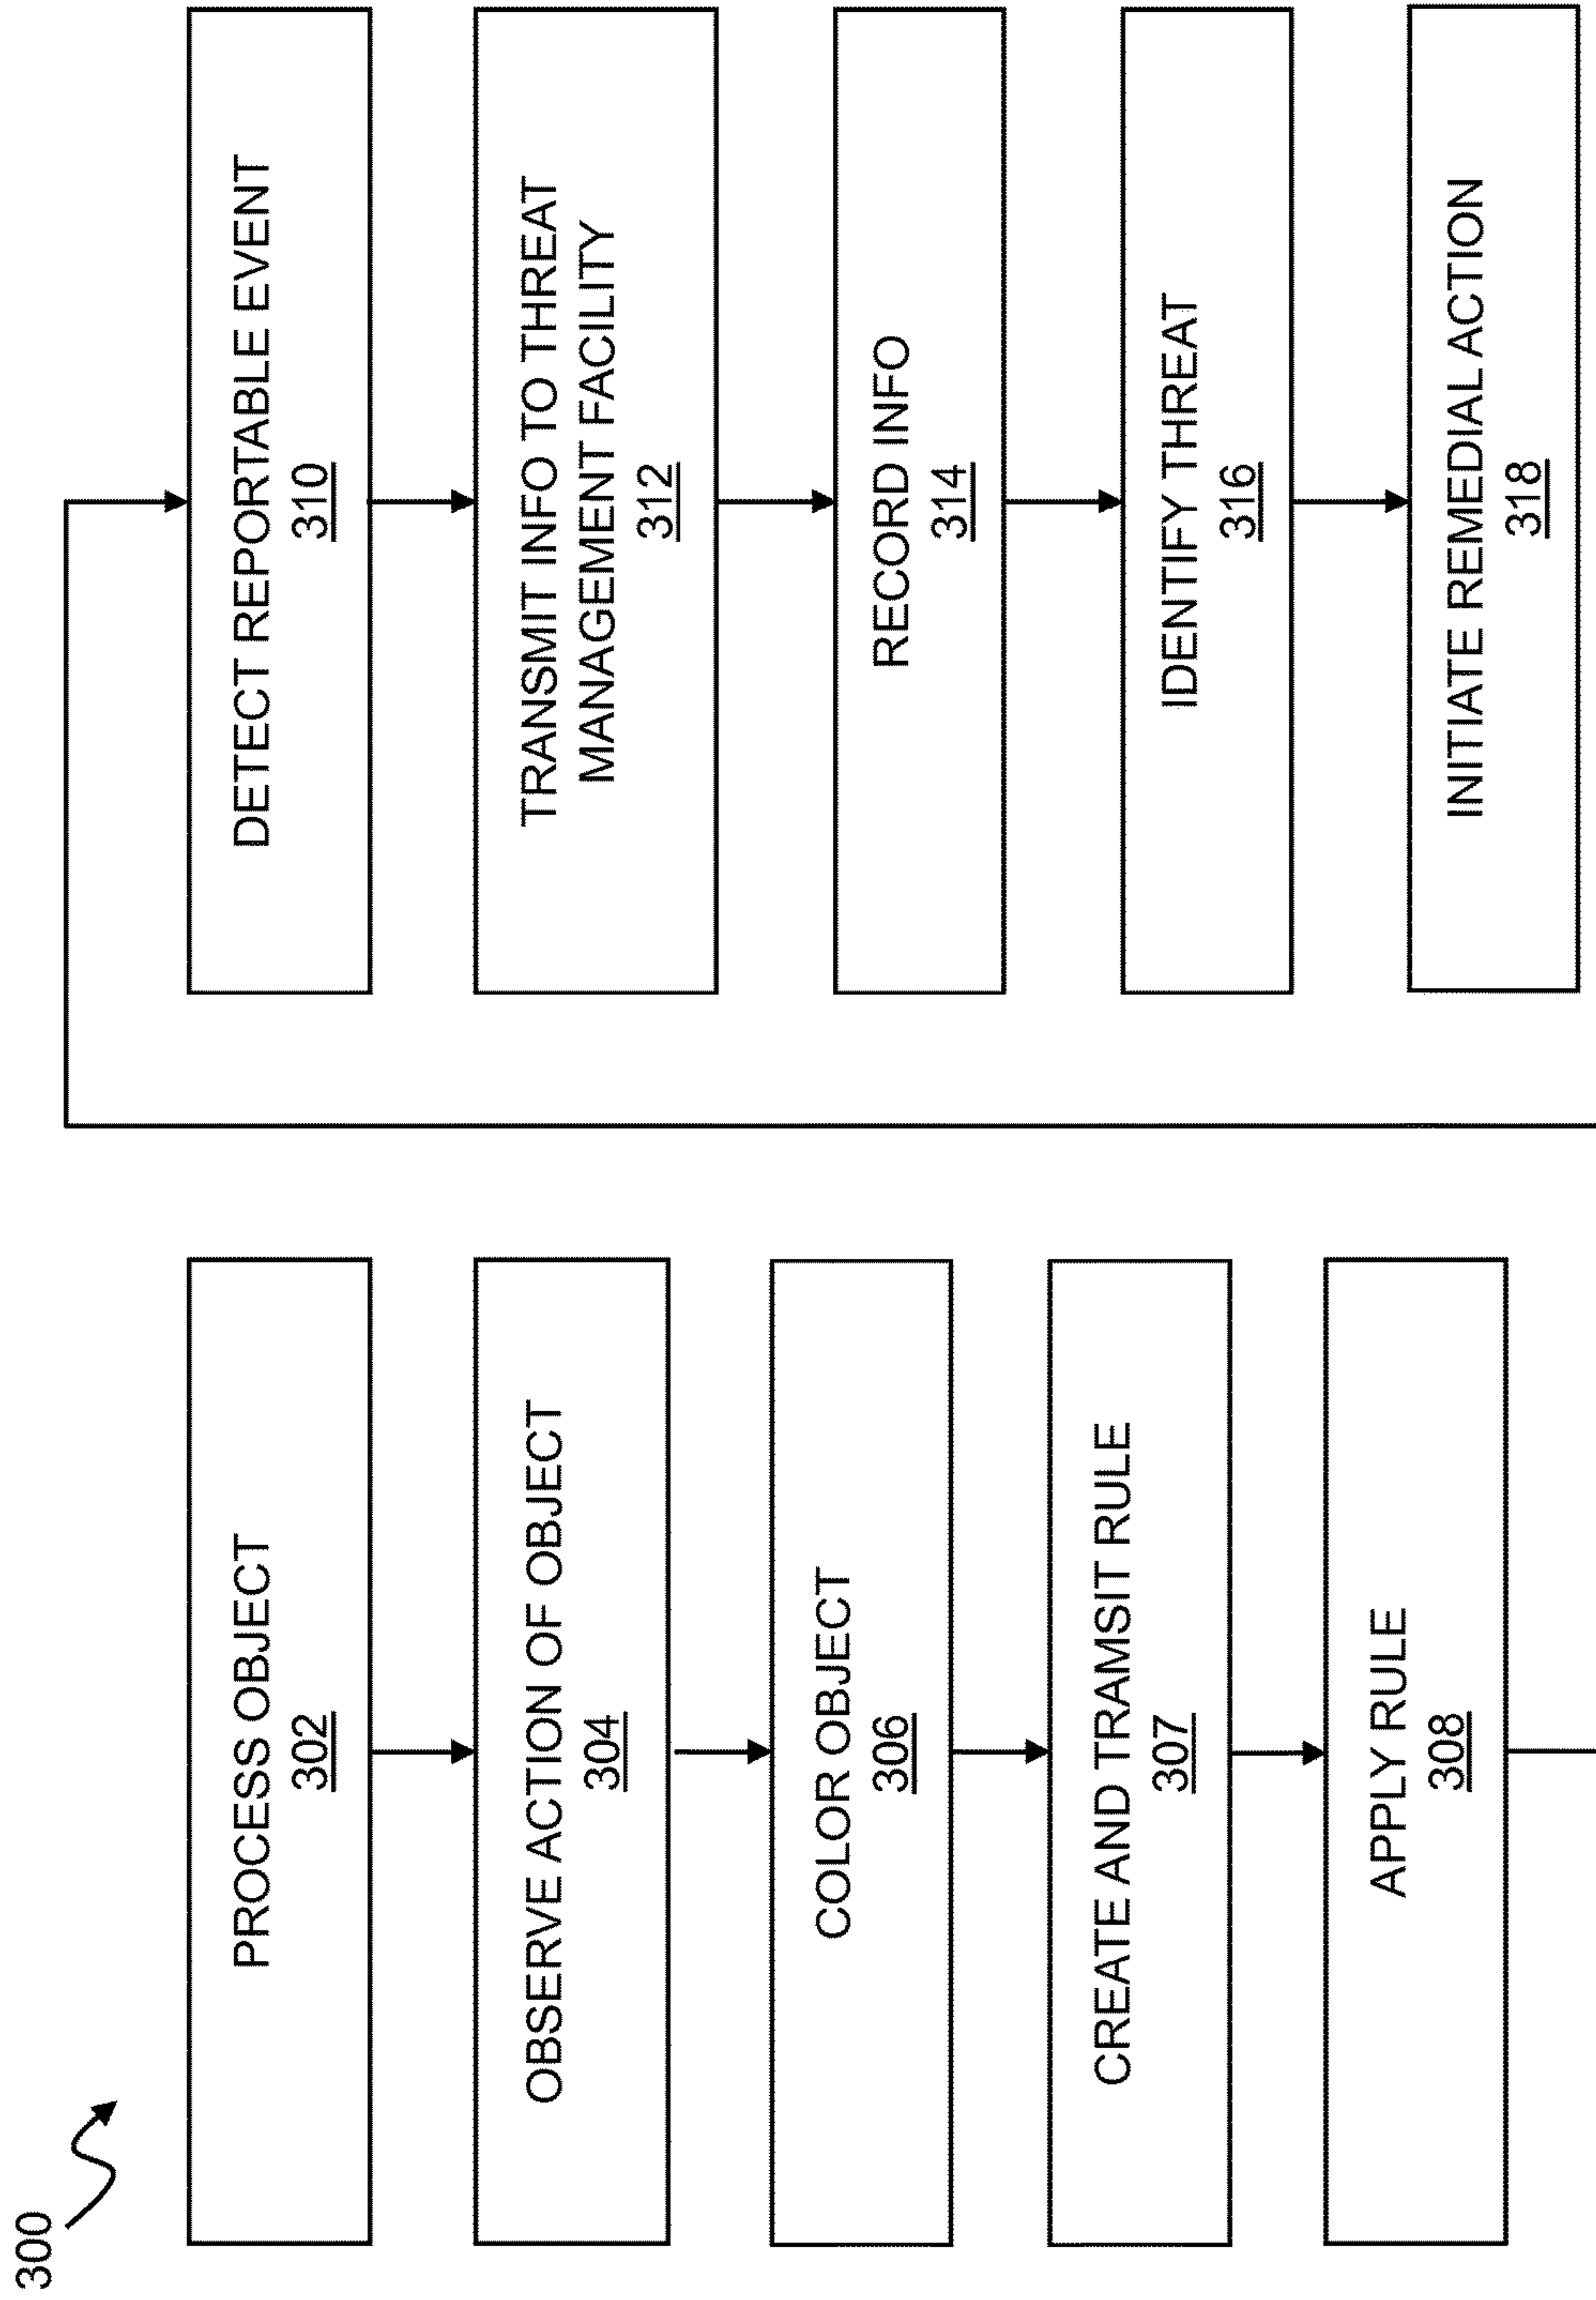 300
PROCESS OBJECT
302
OBSERVE ACTION OF OBJECT
304
COLOR OBJECT
306
CREATE AND TRAMSIT RULE
307
APPLY RULE
308
DETECT REPORTABLE EVENT
310
TRANSMIT INFO TO THREAT
MANAGEMENT FACILITY
312
RECORD INFO
314
IDENTIFY THREAT
316
INITIATE REMEDIAL ACTION
318